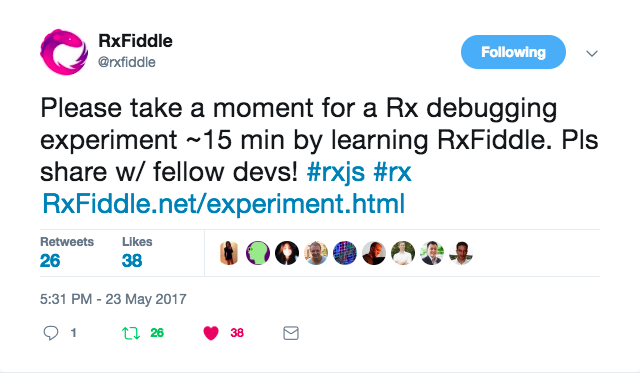 RxFiddle
@rxfiddle
Following
Please take a moment for a Rx debugging
experiment ~15 min by learning RxFiddle. Pls
share w/ fellow devs! #rxjs #rx
RxFiddle.net/experiment.html
Retweets Likes
26 38
5:31 PM - 23 May 2017
1 26 38